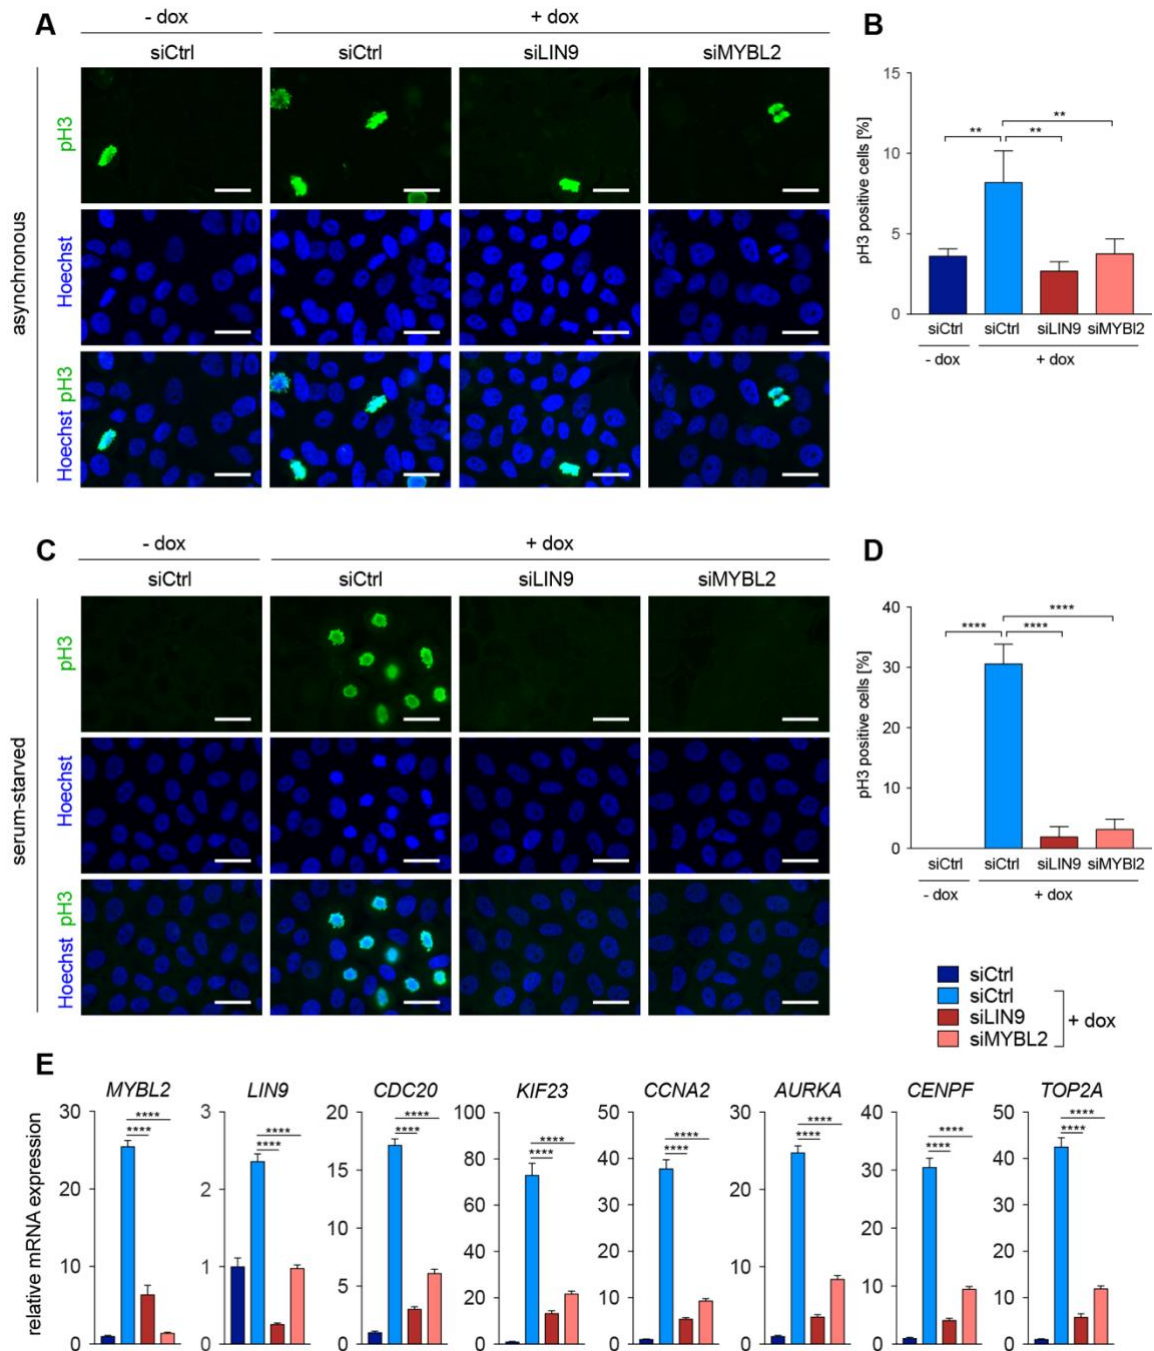 A
- dox
+ dox
siCtrl
siCtrl
siLIN9
siMYBL2
asynchronous
pH3
Hoechst
Hoechst pH3
B
pH3 positive cells [%]
15
10
5
0
**
**
**
siCtrl
siCtrl
siLIN9
siMYBl2
- dox
+ dox
C
- dox
+ dox
siCtrl
siCtrl
siLIN9
siMYBL2
serum-starved
pH3
Hoechst
Hoechst pH3
D
pH3 positive cells [%]
40
30
20
10
0
****
****
****
siCtrl
siCtrl
siLIN9
siMYBl2
- dox
+ dox
siCtrl
siCtrl
siLIN9
siMYBL2
+ dox
E
relative mRNA expression
MYBL2
30
20
10
0
****
****
LIN9
3
2
1
0
****
****
CDC20
20
15
10
5
0
****
****
KIF23
100
80
60
40
20
0
****
****
CCNA2
50
40
30
20
10
0
****
****
AURKA
30
20
10
0
****
****
CENPF
40
30
20
10
0
****
****
TOP2A
50
40
30
20
10
0
****
****